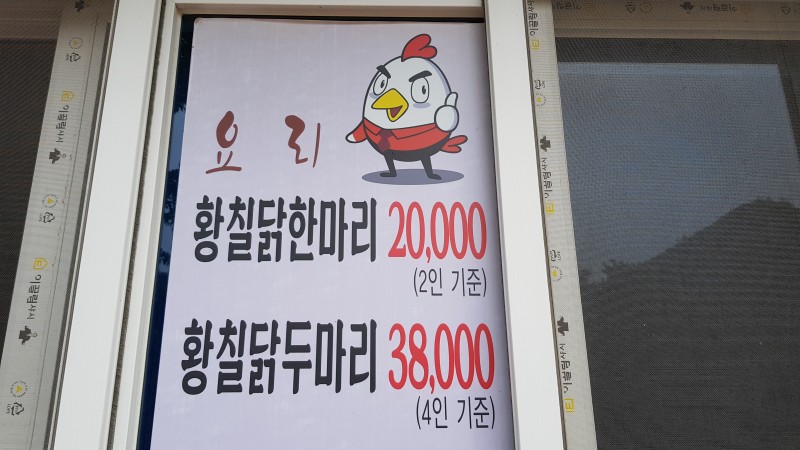 요 리
황칠닭한마리 20,000
(2인 기준)
황칠닭두마리 38,000
(4인 기준)